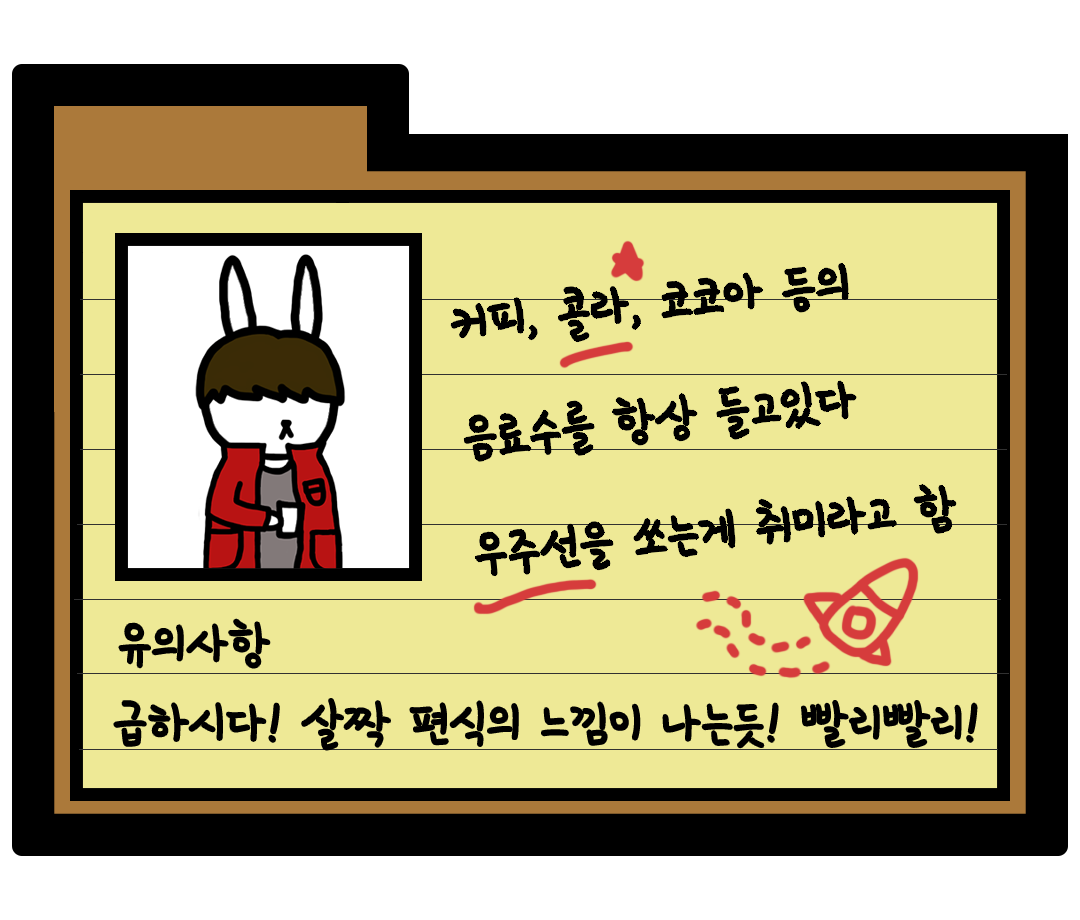 커피, 콜라, 코코아 등의
음료수를 항상 들고있다
우주선을 쏘는게 취미라고 함
유의사항
급하시다! 살짝 편식의 느낌이 나는듯! 빨리빨리!